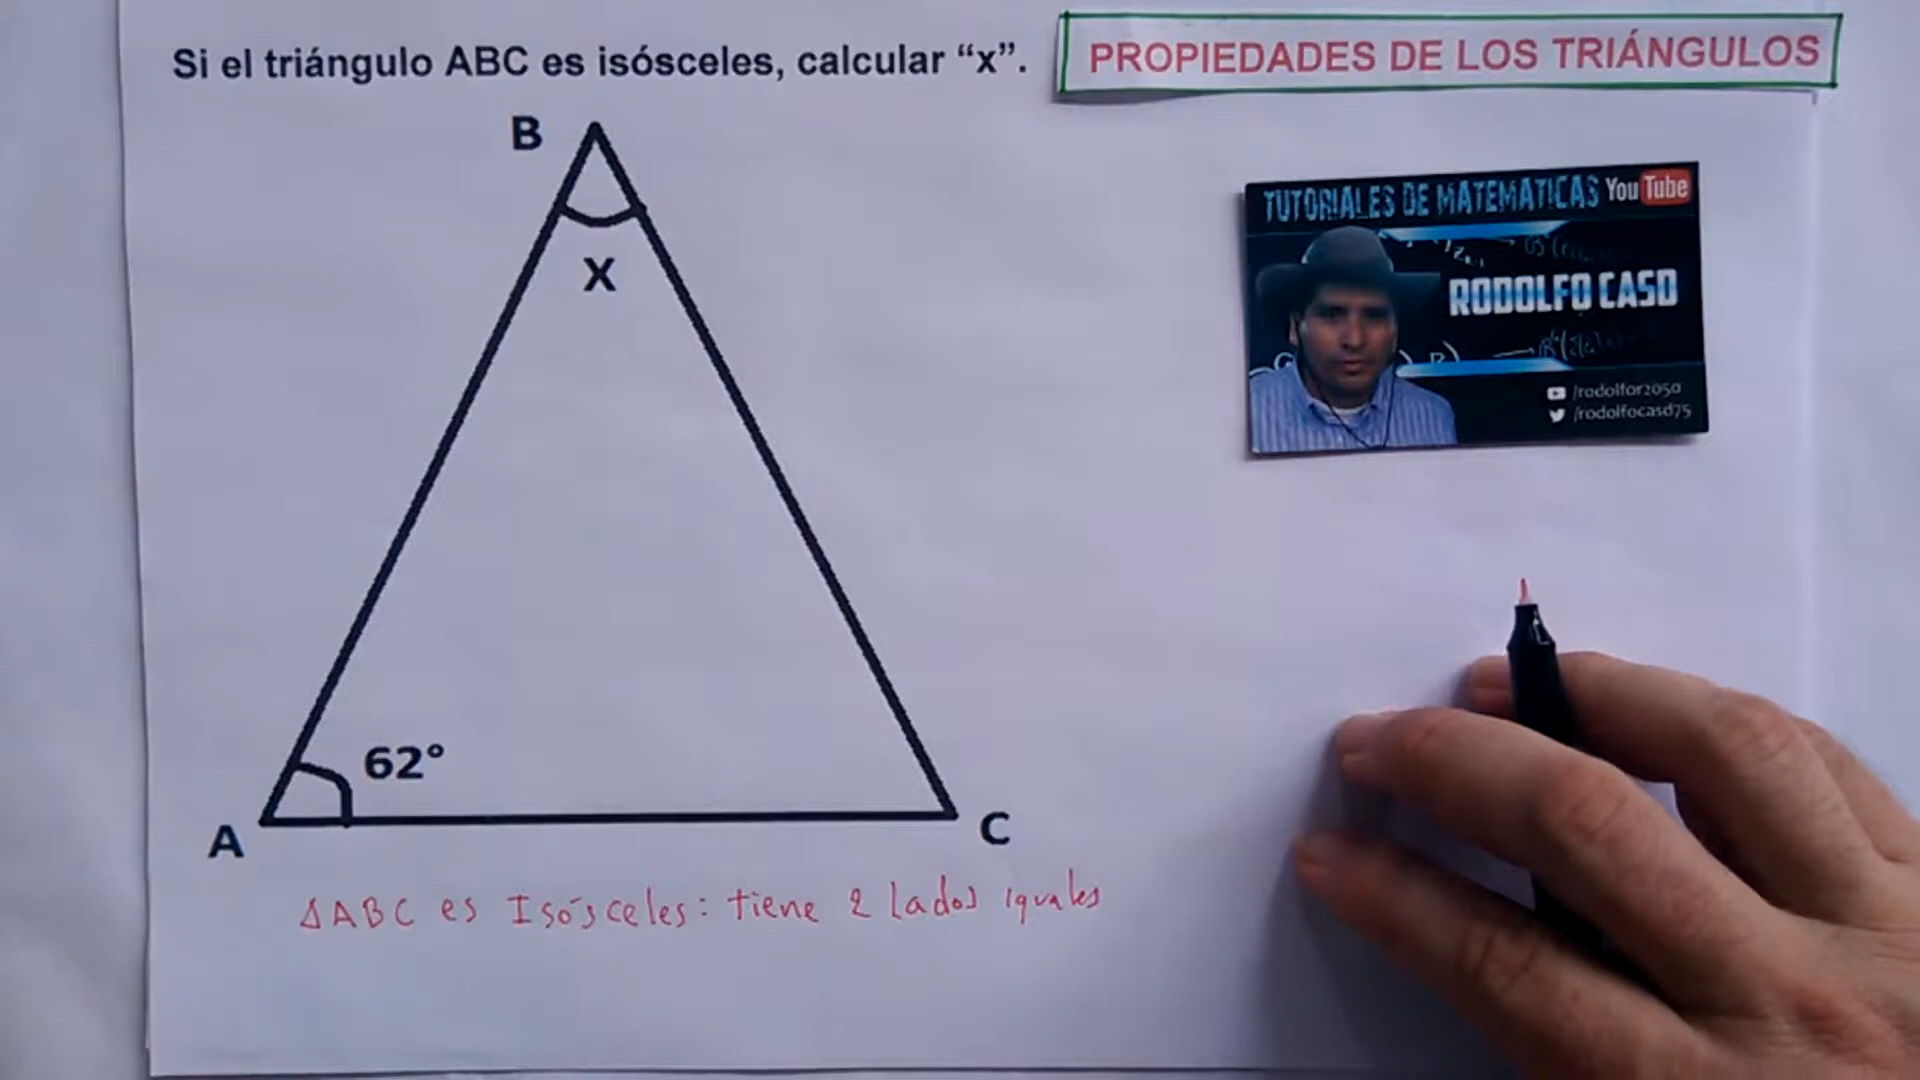 Si el triángulo ABC es isósceles, calcular “x”.
PROPIEDADES DE LOS TRIÁNGULOS
B
TUTORIALES DE MATEMATICAS YouTube
X
RODOLFO CASD
/rodolfor2050
/rodolfocasd75
62°
A
C
ΔABC es Isósceles: tiene 2 lados iguales